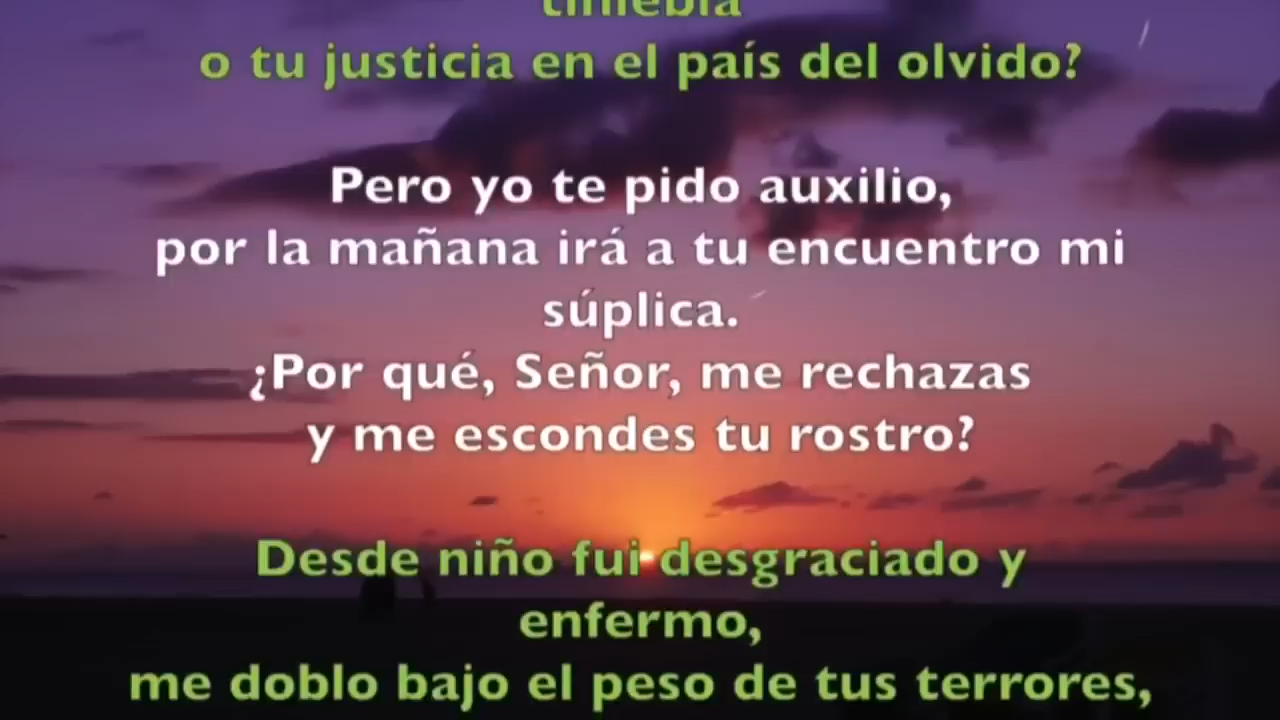 tiniebla
o tu justicia en el país del olvido?
Pero yo te pido auxilio,
por la mañana irá a tu encuentro mi
súplica.
¿Por qué, Señor, me rechazas
y me escondes tu rostro?
Desde niño fui desgraciado y
enfermo,
me doblo bajo el peso de tus terrores,